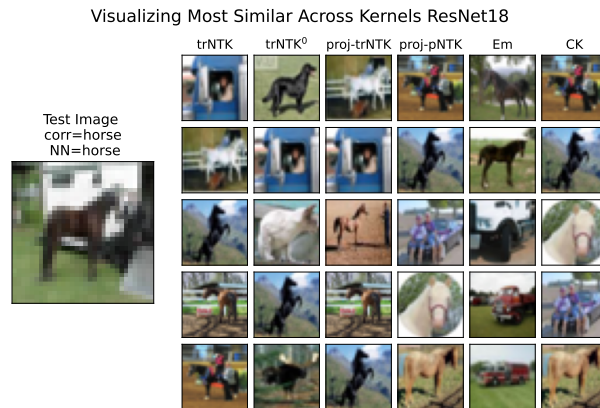 Visualizing Most Similar Across Kernels ResNet18
trNTK trNTK⁰ proj-trNTK proj-pNTK Em CK
Test Image
corr=horse
NN=horse